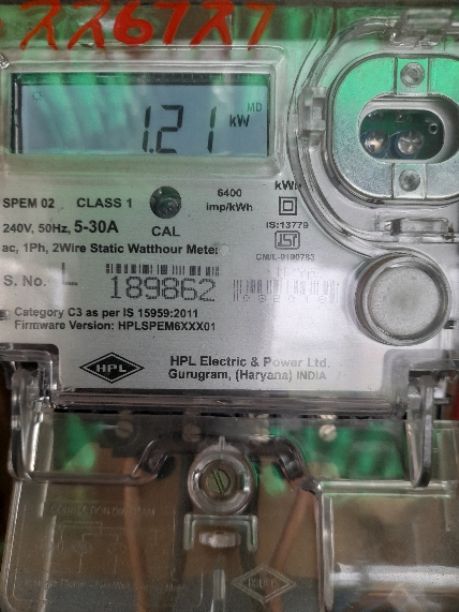 226727
1.21 kW MD
SPEM 02 CLASS 1
240V, 50Hz, 5-30A CAL
6400 imp/kWh kWh
ac, 1Ph, 2Wire Static Watthour Meter
IS:13779
S. No. L 189862
Category C3 as per IS 15959:2011
Firmware Version: HPLSPEM6XXX01
HPL
HPL Electric & Power Ltd.
Gurugram, (Haryana) INDIA